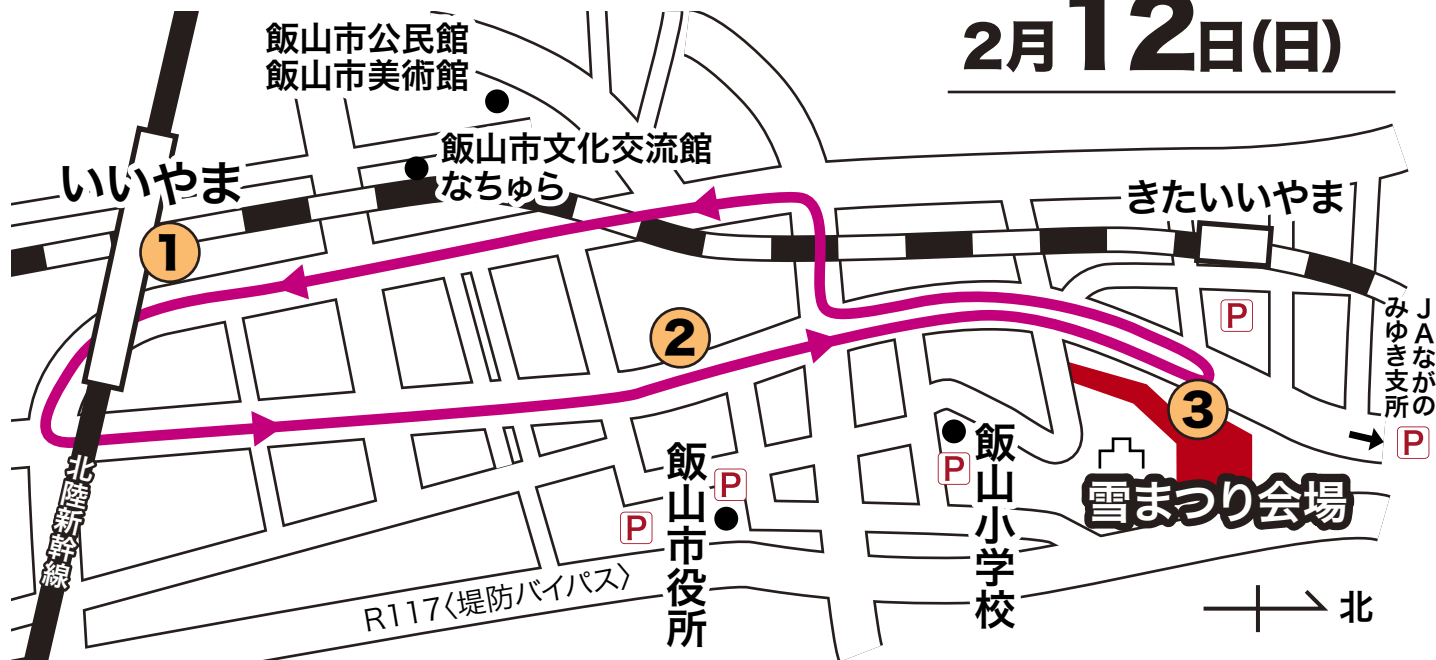 2月12日(日)
飯山市公民館
飯山市美術館
飯山市文化交流館
なちゅら
いいやま
きたいいやま
1
2
3
P
JAながの
みゆき支所
P
飯山小学校
P
飯山市役所
P
P
雪まつり会場
北陸新幹線
R117〈堤防バイパス〉
北